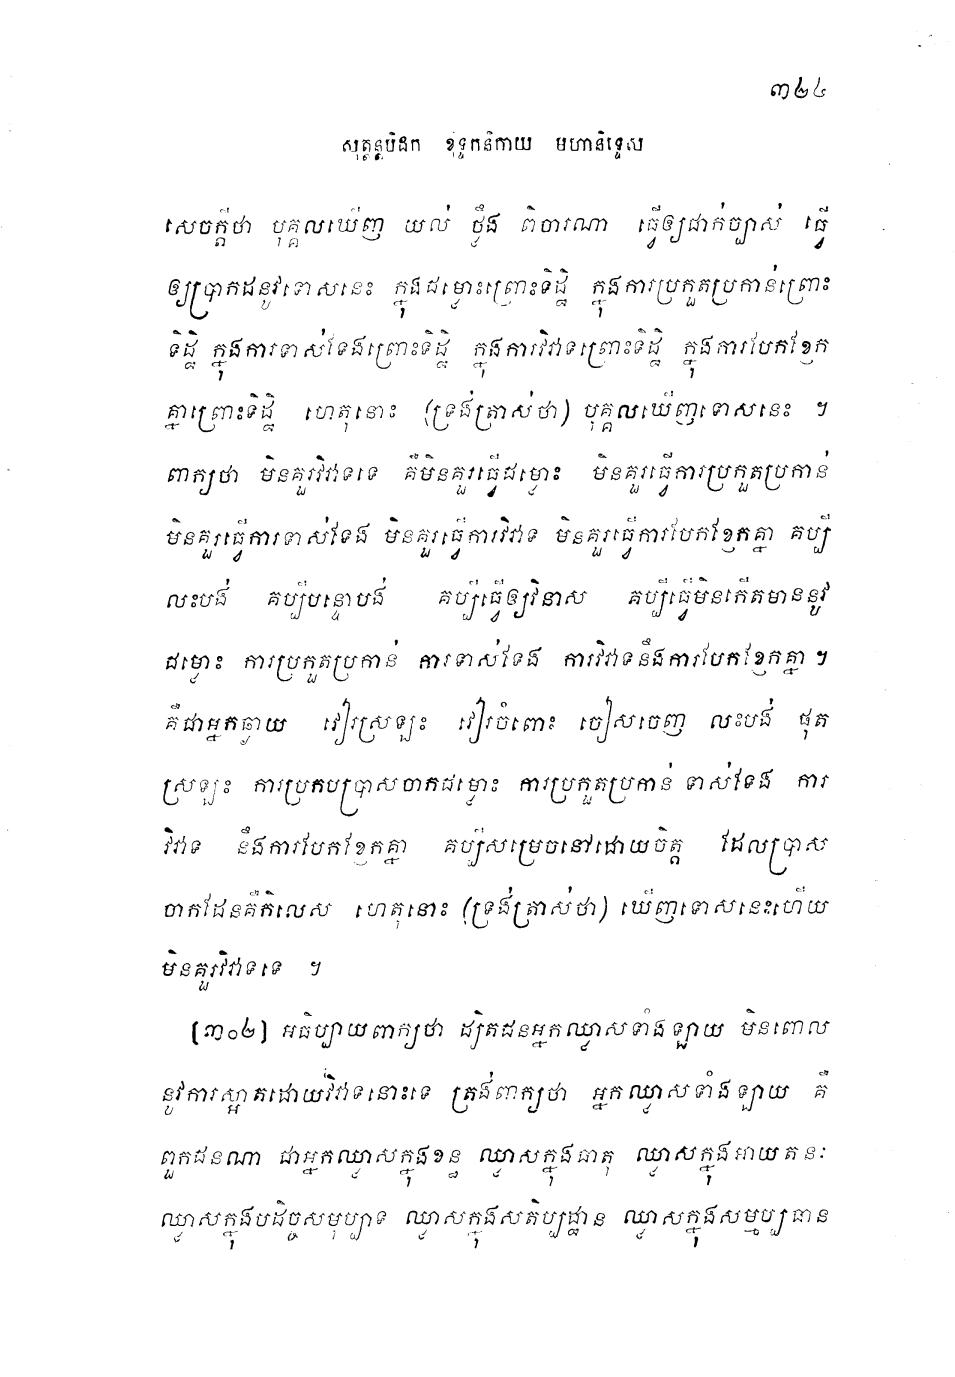 ៣២៤
សុត្តន្តបិដក ខុទ្ទកនិកាយ មហានិទ្ទេស
សេចក្តីថា បុគ្គលឃើញ យល់ ថ្លឹង ពិចារណា ធ្វើឲ្យជាក់ច្បាស់ ធ្វើ
ឲ្យប្រាកដនូវទោសនេះ ក្នុងជម្លោះព្រោះទិដ្ឋិ ក្នុងការប្រកួតប្រកាន់ព្រោះ
ទិដ្ឋិ ក្នុងការទាស់ទែងព្រោះទិដ្ឋិ ក្នុងការវិវាទព្រោះទិដ្ឋិ ក្នុងការបែកខ្ញែក
គ្នាព្រោះទិដ្ឋិ ហេតុនោះ (ទ្រង់ត្រាស់ថា) បុគ្គលឃើញទោសនេះ ។
ពាក្យថា មិនគួរវិវាទទេ គឺមិនគួរធ្វើជម្លោះ មិនគួរធ្វើការប្រកួតប្រកាន់
មិនគួរធ្វើការទាស់ទែង មិនគួរធ្វើការវិវាទ មិនគួរធ្វើការបែកខ្ញែកគ្នា គប្បី
លះបង់ គប្បីបន្ទោបង់ គប្បីធ្វើឲ្យវិនាស គប្បីធ្វើមិនកើតមាននូវ
ជម្លោះ ការប្រកួតប្រកាន់ ការទាស់ទែង ការវិវាទនឹងការបែកខ្ញែកគ្នា ។
គឺជាអ្នកឆ្ងាយ វៀរស្រឡះ វៀរចំពោះ ចៀសចេញ លះបង់ ផុត
ស្រឡះ ការប្រកបប្រាសចាកជម្លោះ ការប្រកួតប្រកាន់ ទាស់ទែង ការ
វិវាទ នឹងការបែកខ្ញែកគ្នា គប្បីសម្រេចនៅដោយចិត្ត ដែលប្រាស
ចាកដែនគឺកិលេស ហេតុនោះ (ទ្រង់ត្រាស់ថា) ឃើញទោសនេះហើយ
មិនគួរវិវាទទេ ។
[៣០២] អធិប្បាយពាក្យថា ដ្បិតជនអ្នកឈ្លាសទាំងឡាយ មិនពោល
នូវការស្អាតដោយវិវាទនោះទេ ត្រង់ពាក្យថា អ្នកឈ្លាសទាំងឡាយ គឺ
ពួកជនណា ជាអ្នកឈ្លាសក្នុងខន្ធ ឈ្លាសក្នុងធាតុ ឈ្លាសក្នុងអាយតនៈ
ឈ្លាសក្នុងបដិច្ចសមុប្បាទ ឈ្លាសក្នុងសតិប្បដ្ឋាន ឈ្លាសក្នុងសម្មប្បធាន